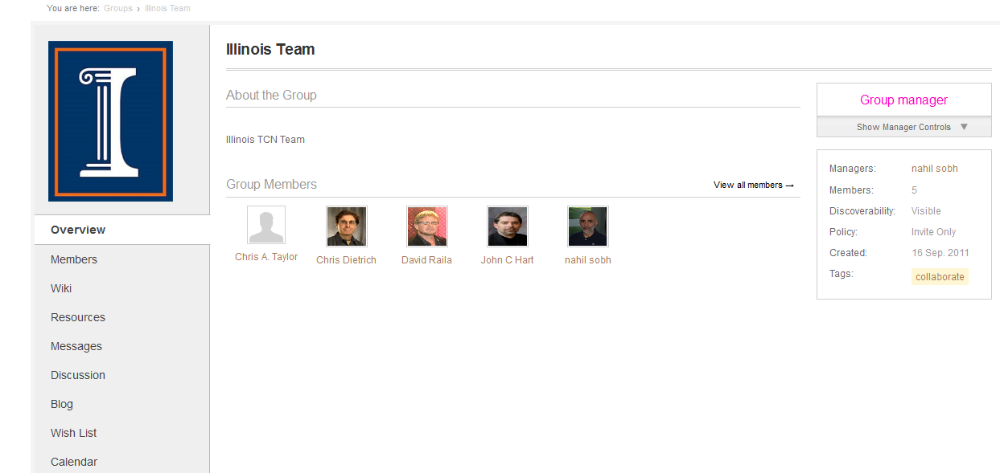 You are here: Groups › Illinois Team
Illinois Team
About the Group
Illinois TCN Team
Group Members
View all members →
Chris A. Taylor
Chris Dietrich
David Raila
John C Hart
nahil sobh
Group manager
Show Manager Controls ▼
Managers: nahil sobh
Members: 5
Discoverability: Visible
Policy: Invite Only
Created: 16 Sep. 2011
Tags: collaborate
I
Overview
Members
Wiki
Resources
Messages
Discussion
Blog
Wish List
Calendar